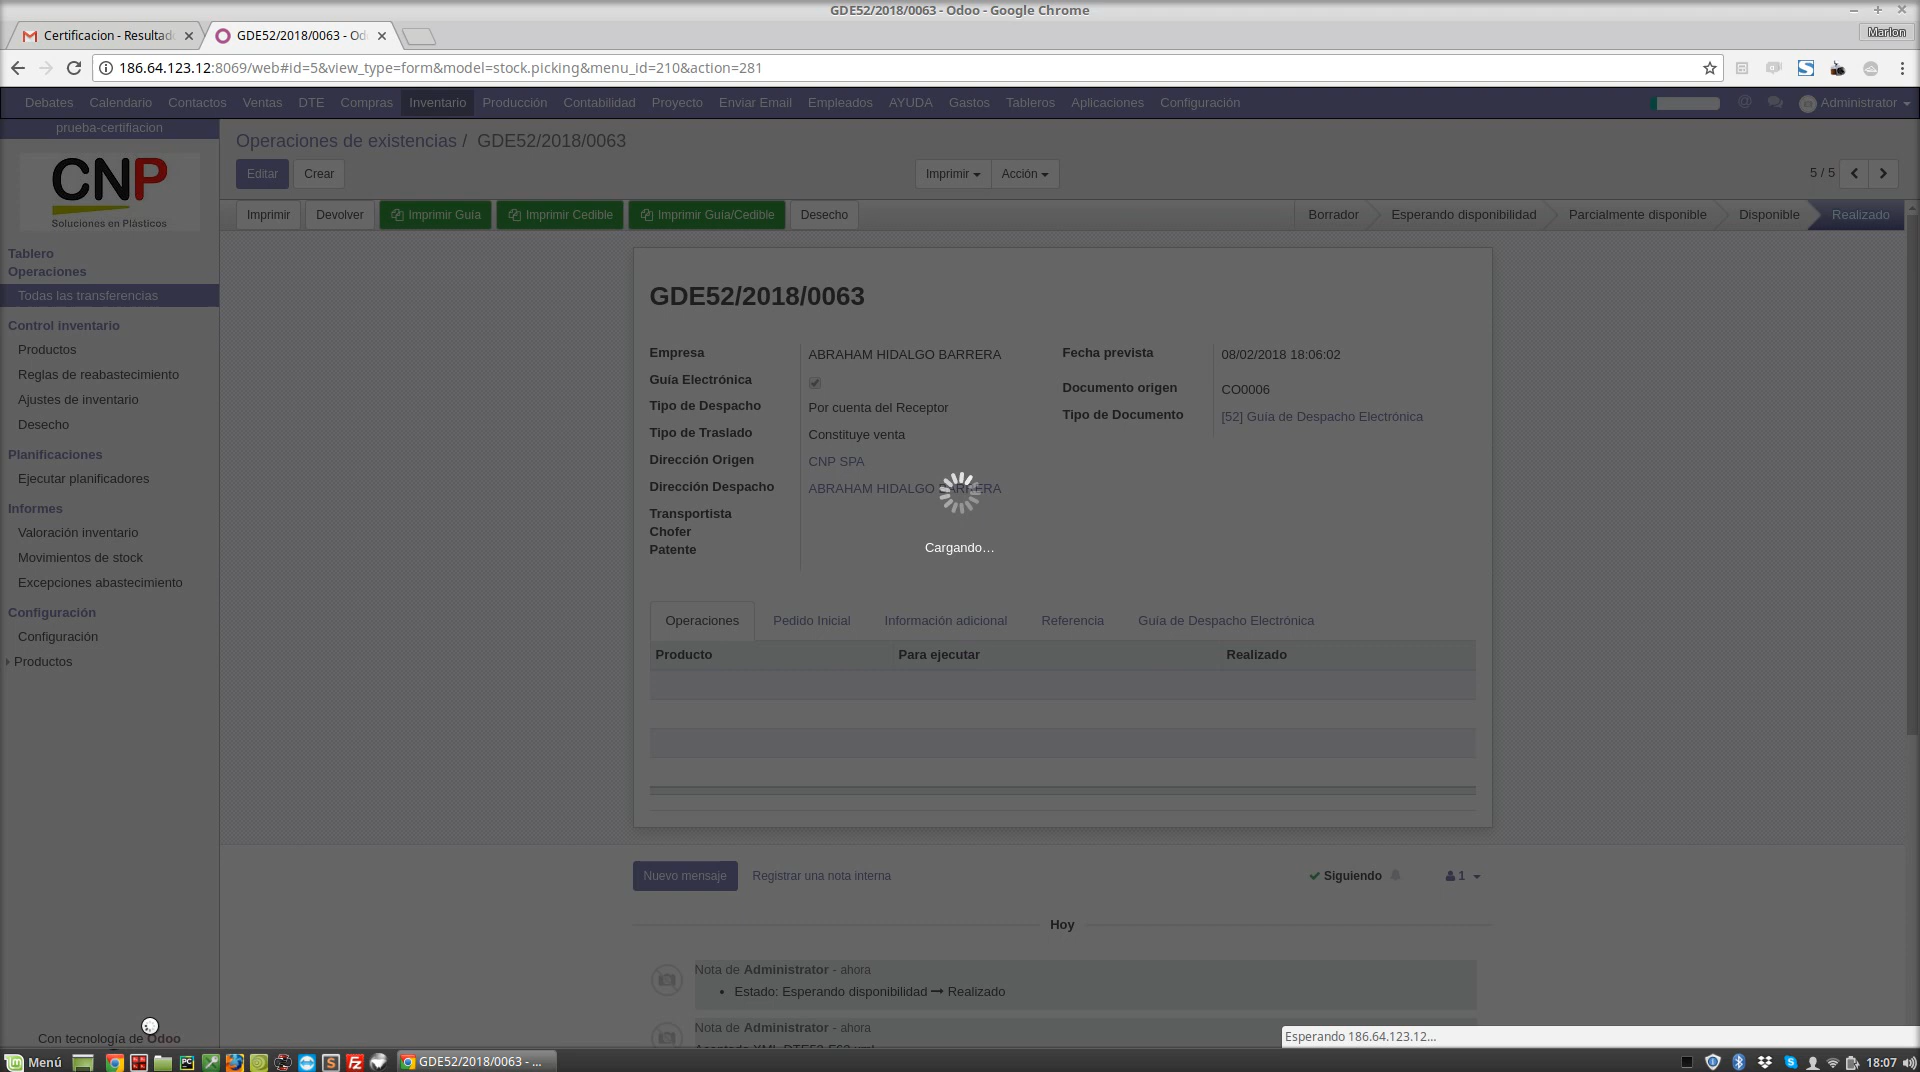 GDE52/2018/0063 - Odoo - Google Chrome
Certificacion - Resultad
GDE52/2018/0063 - Od
Marlon
186.64.123.12:8069/web#id=5&view_type=form&model=stock.picking&menu_id=210&action=281
Debates Calendario Contactos Ventas DTE Compras Inventario Producción Contabilidad Proyecto Enviar Email Empleados AYUDA Gastos Tableros Aplicaciones Configuración
@ Administrator
prueba-certifiacion
CNP
Soluciones en Plásticos
Tablero
Operaciones
Todas las transferencias
Control inventario
Productos
Reglas de reabastecimiento
Ajustes de inventario
Desecho
Planificaciones
Ejecutar planificadores
Informes
Valoración inventario
Movimientos de stock
Excepciones abastecimiento
Configuración
Configuración
Productos
Con tecnología de Odoo
Operaciones de existencias / GDE52/2018/0063
Editar Crear
Imprimir Acción
5 / 5
Imprimir Devolver Imprimir Guía Imprimir Cedible Imprimir Guía/Cedible Desecho
Borrador Esperando disponibilidad Parcialmente disponible Disponible Realizado
GDE52/2018/0063
Empresa ABRAHAM HIDALGO BARRERA
Guía Electrónica
Tipo de Despacho Por cuenta del Receptor
Tipo de Traslado Constituye venta
Dirección Origen CNP SPA
Dirección Despacho ABRAHAM HIDALGO BARRERA
Transportista
Chofer
Patente
Fecha prevista 08/02/2018 18:06:02
Documento origen CO0006
Tipo de Documento [52] Guía de Despacho Electrónica
Cargando…
Operaciones Pedido Inicial Información adicional Referencia Guía de Despacho Electrónica
Producto Para ejecutar Realizado
Nuevo mensaje Registrar una nota interna
Siguiendo 1
Hoy
Nota de Administrator - ahora
• Estado: Esperando disponibilidad ➞ Realizado
Nota de Administrator - ahora
Esperando 186.64.123.12...
Menú
GDE52/2018/0063 - ...
18:07